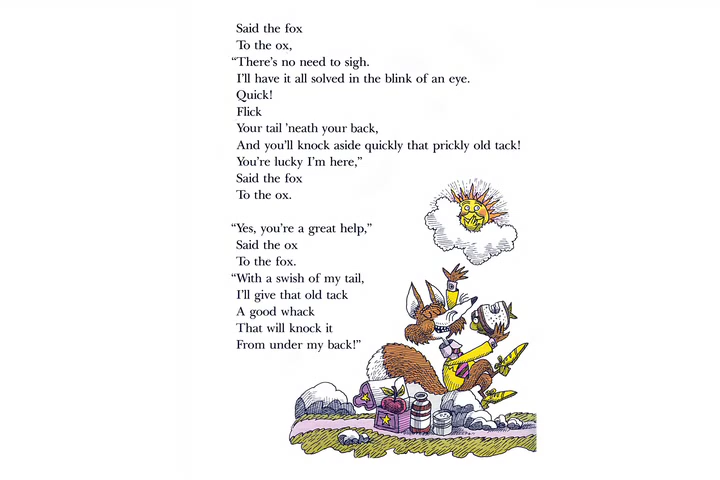 Said the fox
To the ox,
“There’s no need to sigh.
I’ll have it all solved in the blink of an eye.
Quick!
Flick
Your tail ’neath your back,
And you’ll knock aside quickly that prickly old tack!
You’re lucky I’m here,”
Said the fox
To the ox.
“Yes, you’re a great help,”
Said the ox
To the fox.
“With a swish of my tail,
I’ll give that old tack
A good whack
That will knock it
From under my back!”